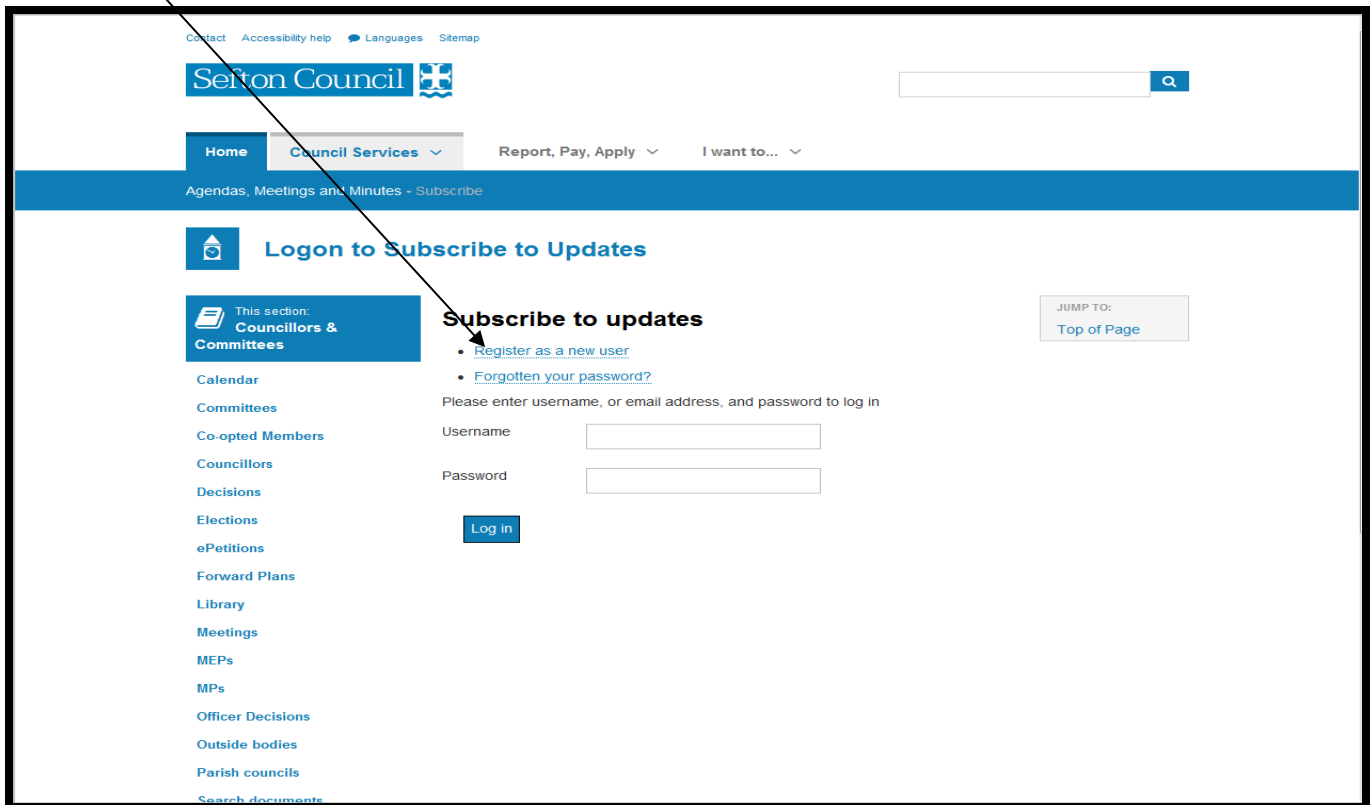 Contact Accessibility help Languages Sitemap
Sefton Council
Home Council Services Report, Pay, Apply I want to...
Agendas, Meetings and Minutes - Subscribe
Logon to Subscribe to Updates
This section:
Councillors &
Committees
Calendar
Committees
Co-opted Members
Councillors
Decisions
Elections
ePetitions
Forward Plans
Library
Meetings
MEPs
MPs
Officer Decisions
Outside bodies
Parish councils
Search documents
Subscribe to updates
Register as a new user
Forgotten your password?
Please enter username, or email address, and password to log in
Username
Password
Log in
JUMP TO:
Top of Page